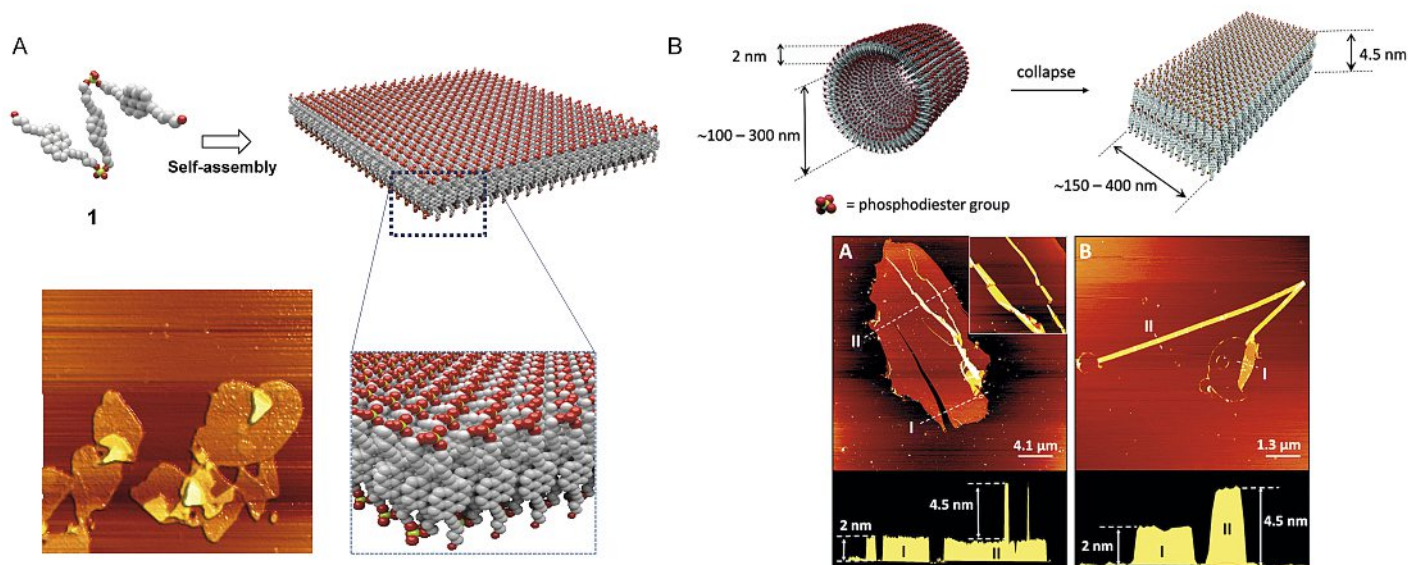 A
1
Self-assembly
B
2 nm
~100 – 300 nm
collapse
4.5 nm
~150 – 400 nm
= phosphodiester group
A
II
I
4.1 µm
4.5 nm
2 nm
I
II
B
II
I
1.3 µm
2 nm
I
II
4.5 nm